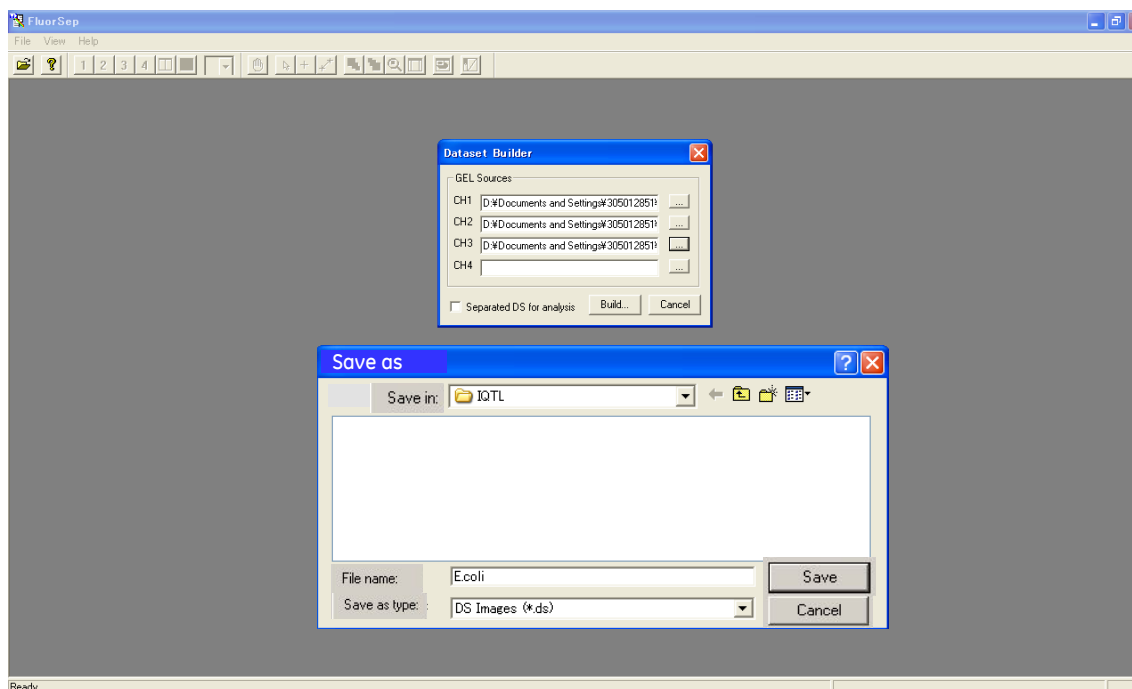 FluorSep
File View Help
1 2 3 4
Dataset Builder
GEL Sources
CH1 D:¥Documents and Settings¥305012851¥ ...
CH2 D:¥Documents and Settings¥305012851¥ ...
CH3 D:¥Documents and Settings¥305012851¥ ...
CH4 ...
Separated DS for analysis Build... Cancel
Save as
Save in: IQTL
File name: E.coli Save
Save as type: : DS Images (*.ds) Cancel
Ready